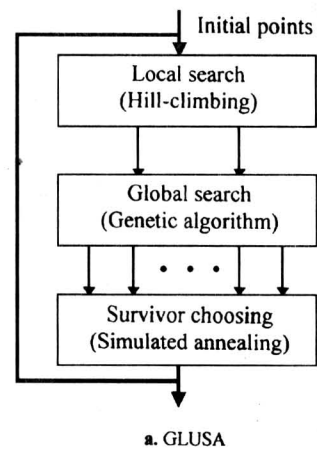 Initial points
Local search
(Hill-climbing)
Global search
(Genetic algorithm)
• • •
Survivor choosing
(Simulated annealing)
a. GLUSA